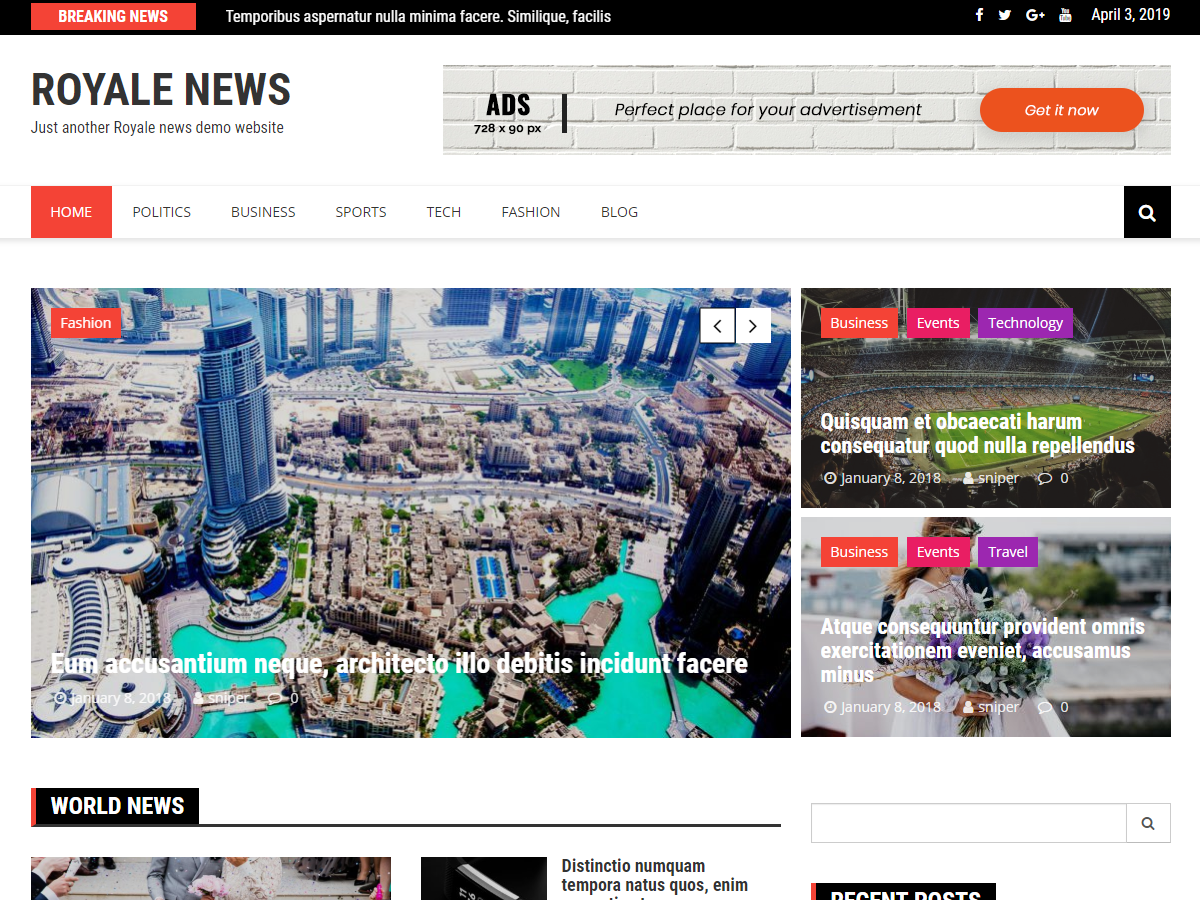 BREAKING NEWS
Temporibus aspernatur nulla minima facere. Similique, facilis
April 3, 2019
ROYALE NEWS
Just another Royale news demo website
ADS
728 x 90 px
Perfect place for your advertisement
Get it now
HOME
POLITICS
BUSINESS
SPORTS
TECH
FASHION
BLOG
Fashion
Eum accusantium neque, architecto illo debitis incidunt facere
January 8, 2018 sniper 0
Business Events Technology
Quisquam et obcaecati harum
consequatur quod nulla repellendus
January 8, 2018 sniper 0
Business Events Travel
Atque consequuntur provident omnis
exercitationem eveniet, accusamus
minus
January 8, 2018 sniper 0
WORLD NEWS
Distinctio numquam
tempora natus quos, enim
RECENT POSTS